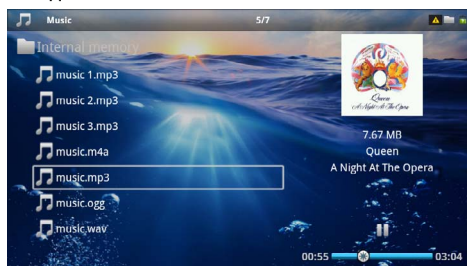 Music
5/7
Internal memory
music 1.mp3
music 2.mp3
music 3.mp3
music.m4a
music.mp3
music.ogg
music.wav
Queen
A Night At The Opera
7.67 MB
Queen
A Night At The Opera
00:55
03:04